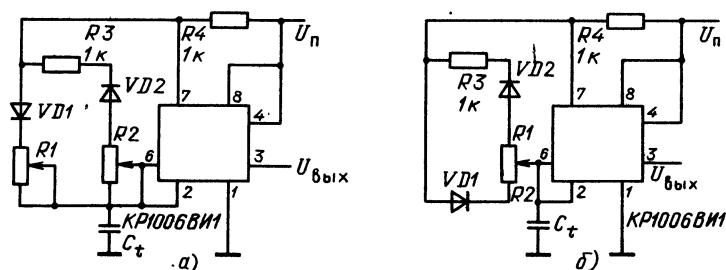 R3
1к
R4
1к
Uп
VD2
VD1
R1
R2
7
8
4
6
3
2
1
Uвых
КР1006ВИ1
Ct
а)
R4
1к
Uп
R3
1к
VD2
7
8
4
R1
6
3
Uвых
VD1
R2
2
1
КР1006ВИ1
Ct
б)